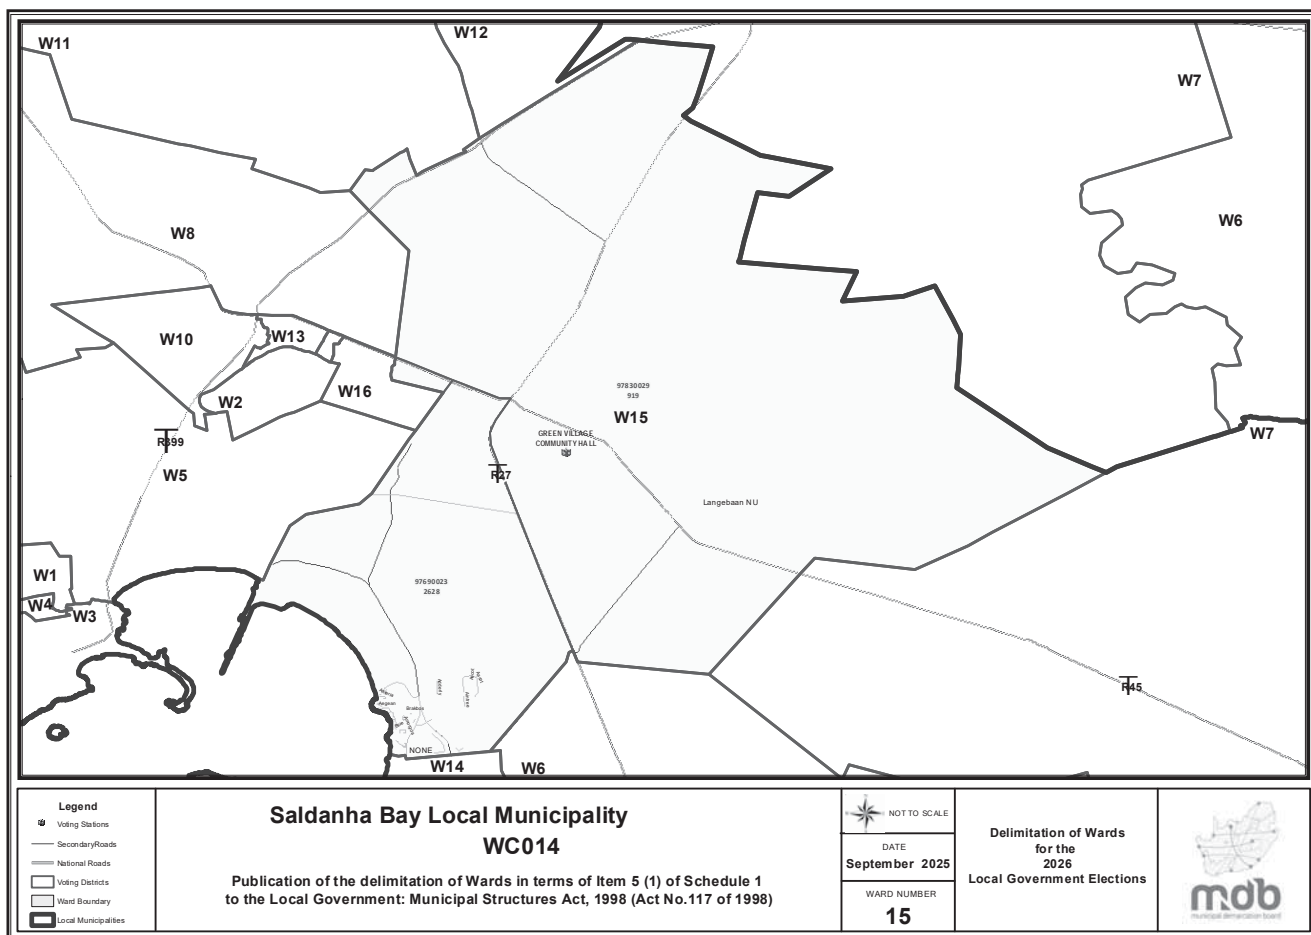 W11
W12
W7
W6
W8
W10
W13
W16
W2
97830029
919
W15
GREEN VILLAGE
COMMUNITY HALL
W7
R399
W5
R27
Langebaan NU
W1
97690023
2628
W4
W3
R45
Brakbos
NONE
W14
W6
Legend
Voting Stations
SecondaryRoads
National Roads
Voting Districts
Ward Boundary
Local Municipalities
Saldanha Bay Local Municipality
WC014
Publication of the delimitation of Wards in terms of Item 5 (1) of Schedule 1
to the Local Government: Municipal Structures Act, 1998 (Act No.117 of 1998)
NOT TO SCALE
DATE
September 2025
WARD NUMBER
15
Delimitation of Wards
for the
2026
Local Government Elections
mdb
municipal demarcation board